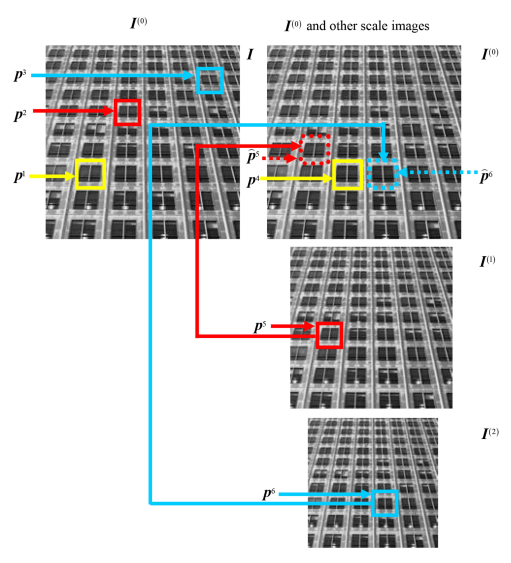 I⁽⁰⁾
I⁽⁰⁾ and other scale images
I
I⁽⁰⁾
p³
p²
p¹
p̂⁵
p⁴
p̂⁶
I⁽¹⁾
p⁵
I⁽²⁾
p⁶